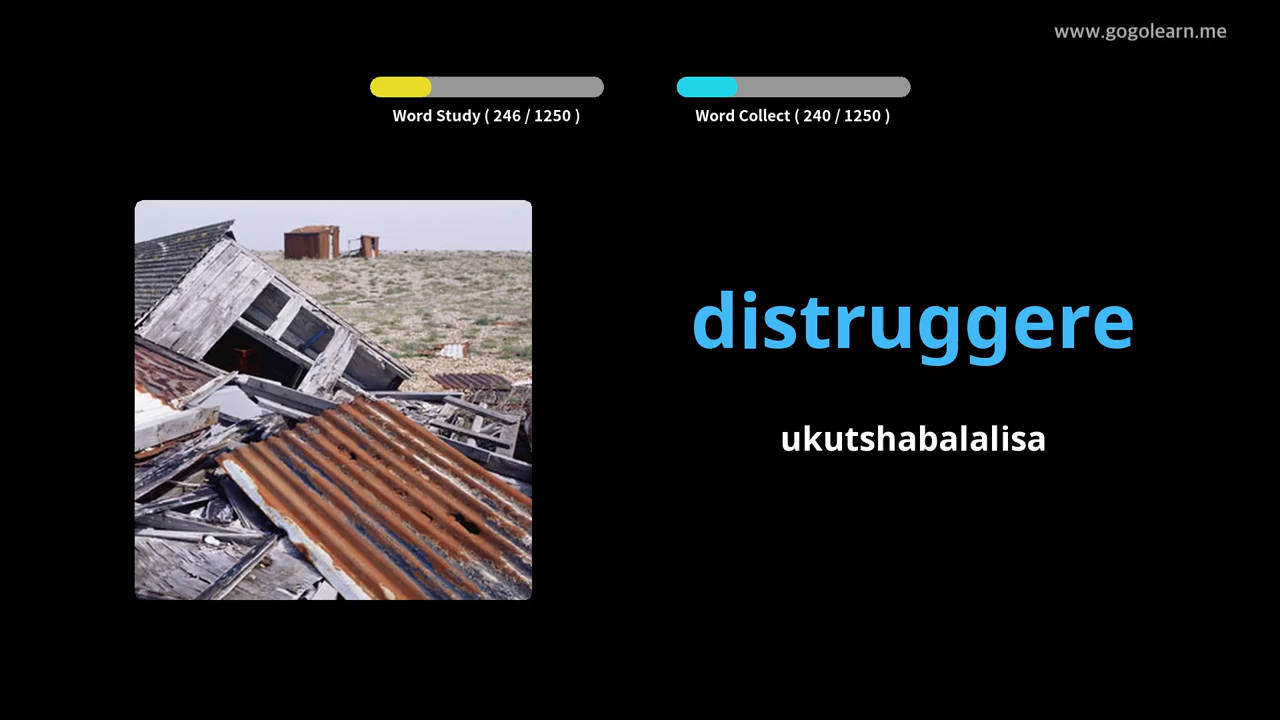 www.gogolearn.me
Word Study ( 246 / 1250 )
Word Collect ( 240 / 1250 )
distruggere
ukutshabalalisa